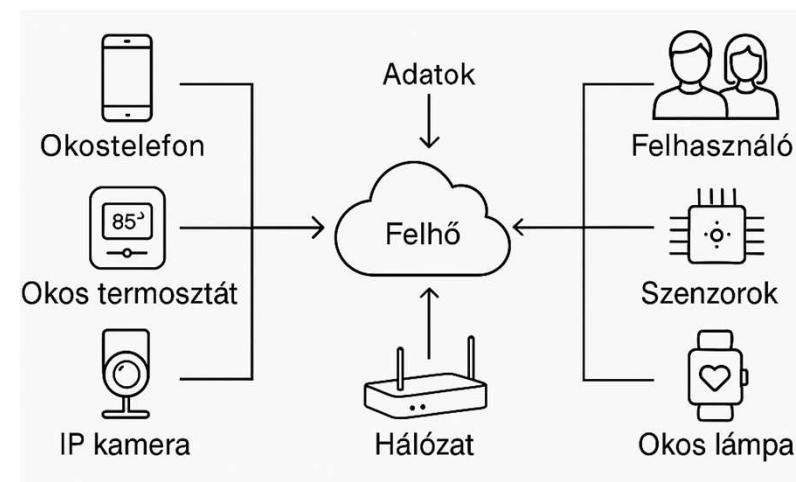 Adatok
Okostelefon
Felhasználó
85
Felhő
Okos termosztát
Szenzorok
IP kamera
Hálózat
Okos lámpa